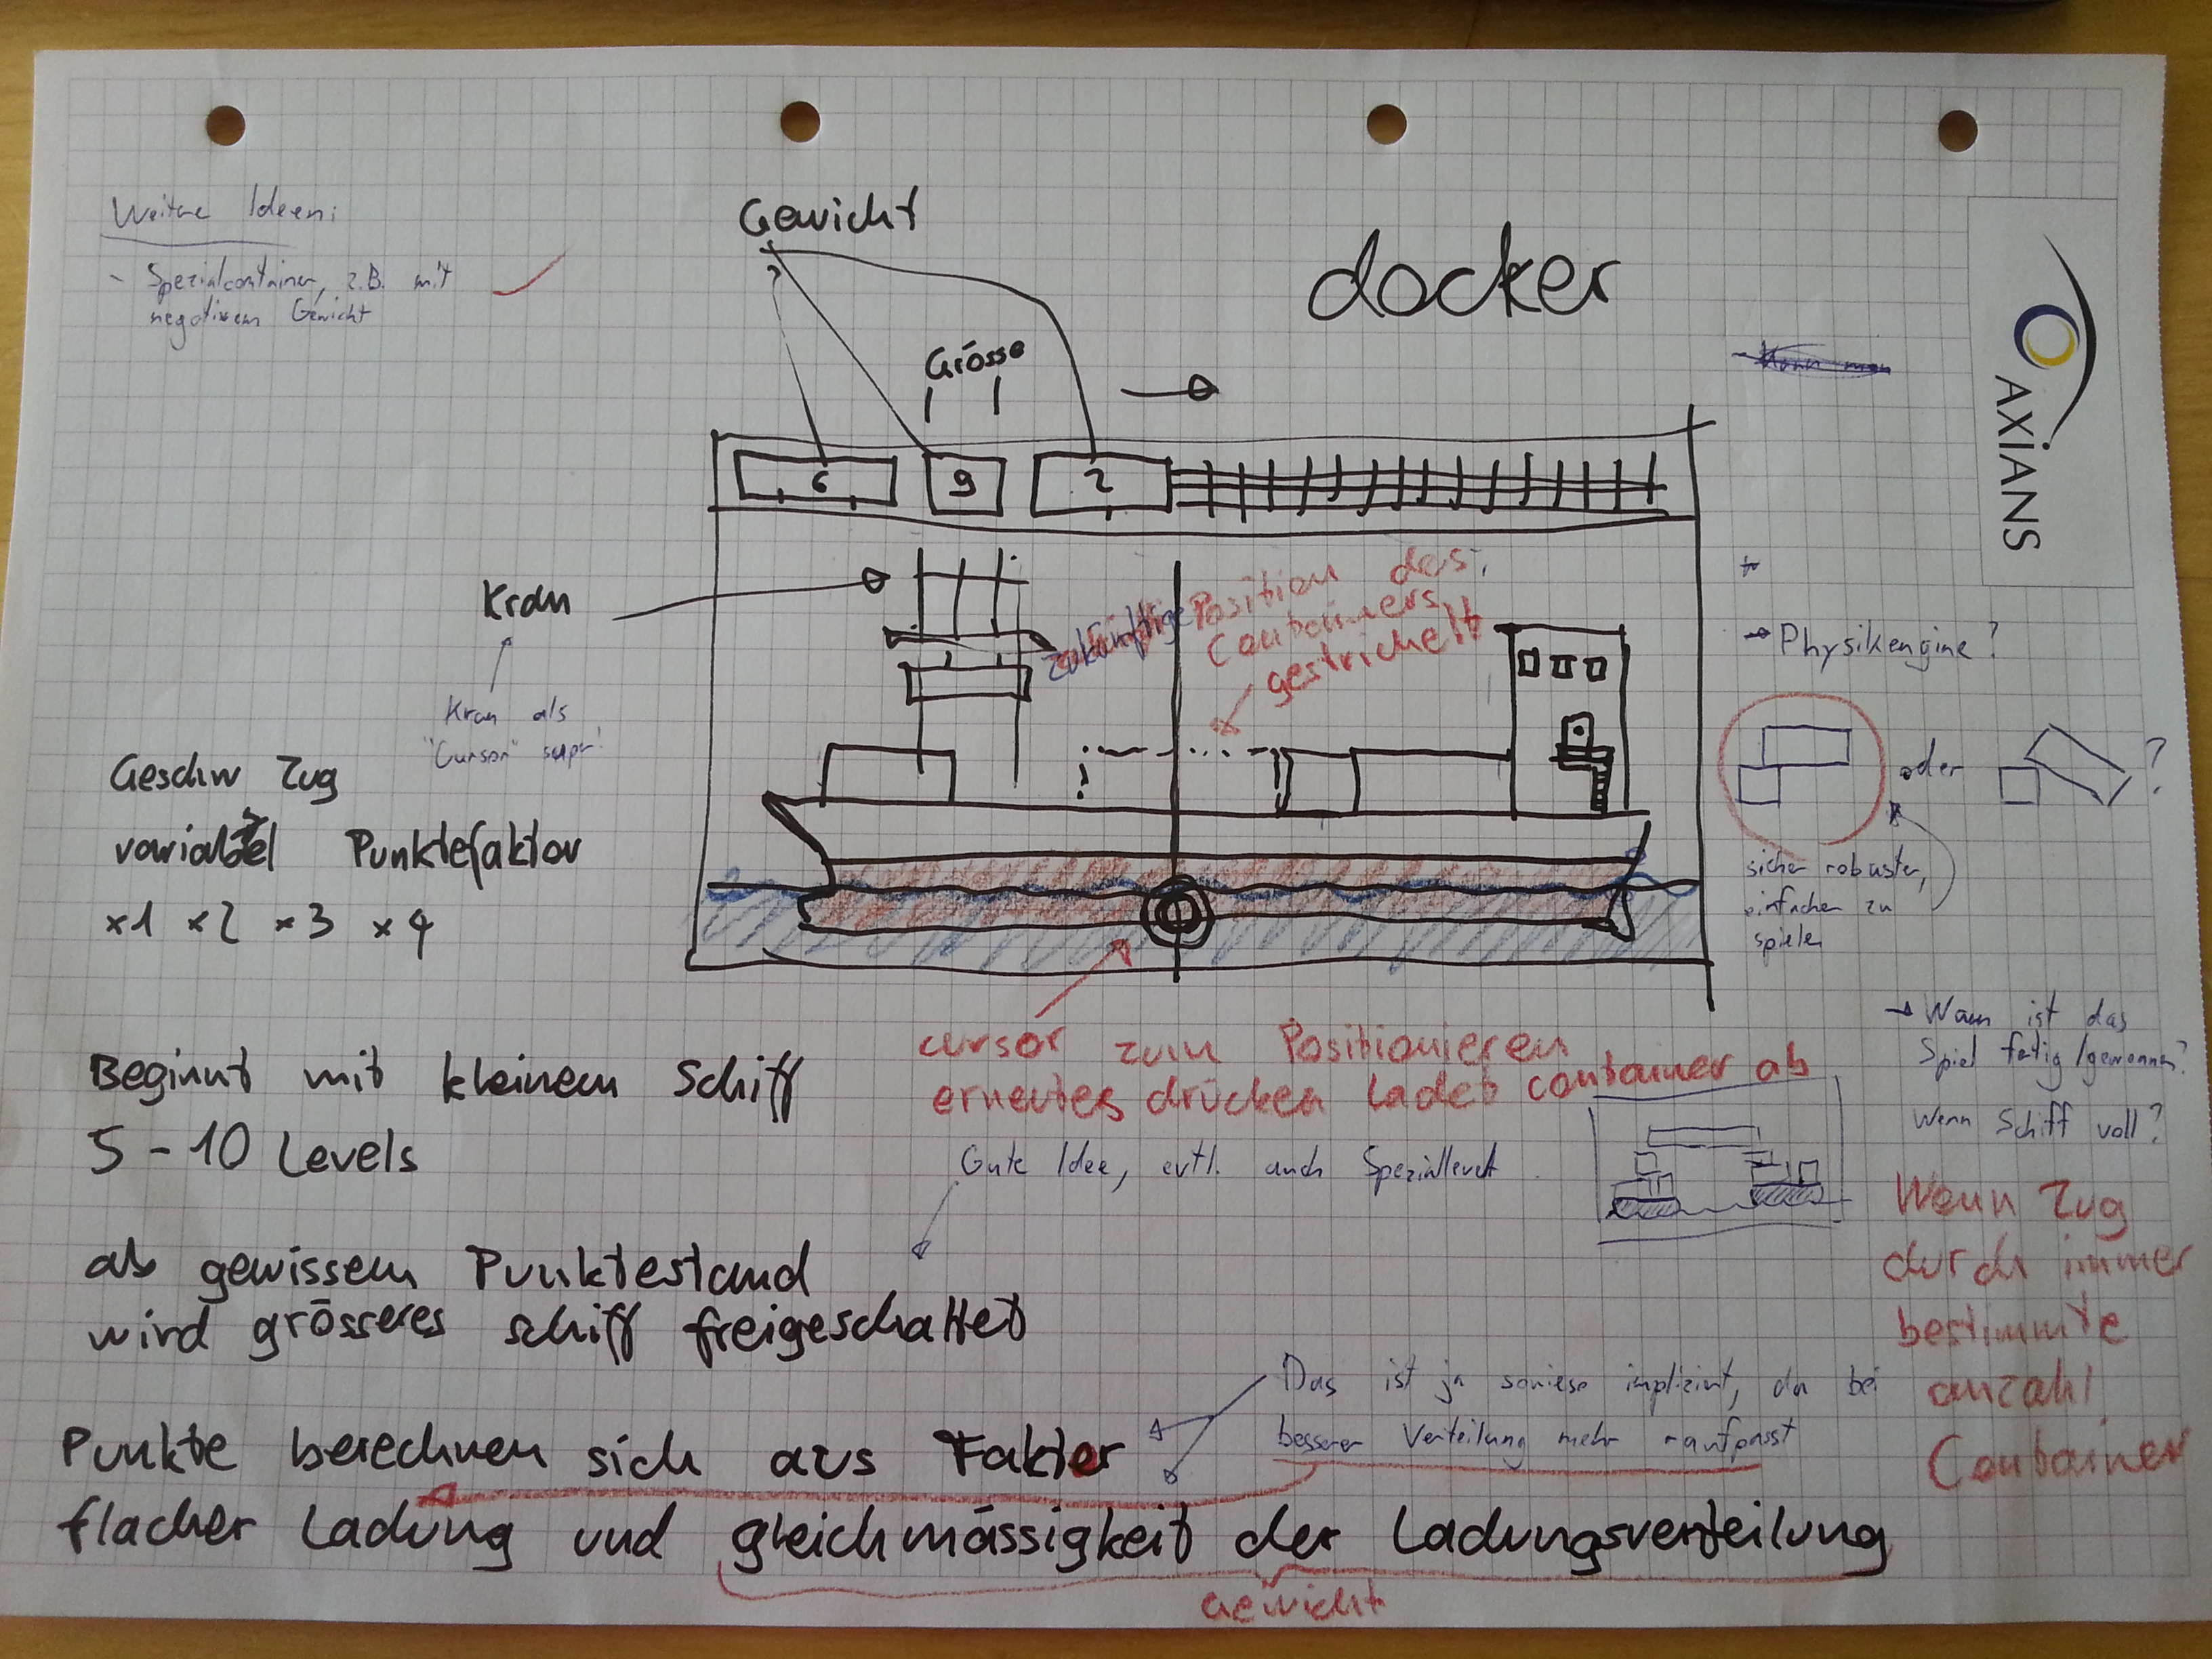 docker
Weitere Ideen:
- Spezialcontainer, z.B. mit
negativem Gewicht
Gewicht
Grösse
6
9
2
AXIANS
Kran
Kran als
"Cursor" super!
Position des
Containers
gestrichelt
→ Physikengine?
oder
?
sicher robuster,
einfacher zu
spielen
Geschw Zug
variabel Punktefaktor
x1 x2 x3 x4
Beginnt mit kleinem Schiff
5-10 Levels
cursor zum Positionieren
erneutes drücken ladet container ab
→ Wann ist das
Spiel fertig/gewonnen?
Wenn Schiff voll?
Gute Idee, evtl. auch Speziallevel
ab gewissem Punktestand
wird grösseres schiff freigeschaltet
Wenn Zug
durch immer
bestimmte
anzahl
Container
Punkte berechnen sich aus Fakter
flacher Ladung und gleichmässigkeit der Ladungsverteilung
Das ist ja sowieso implizit, da bei
besserer Verteilung mehr raufpasst
Gewicht